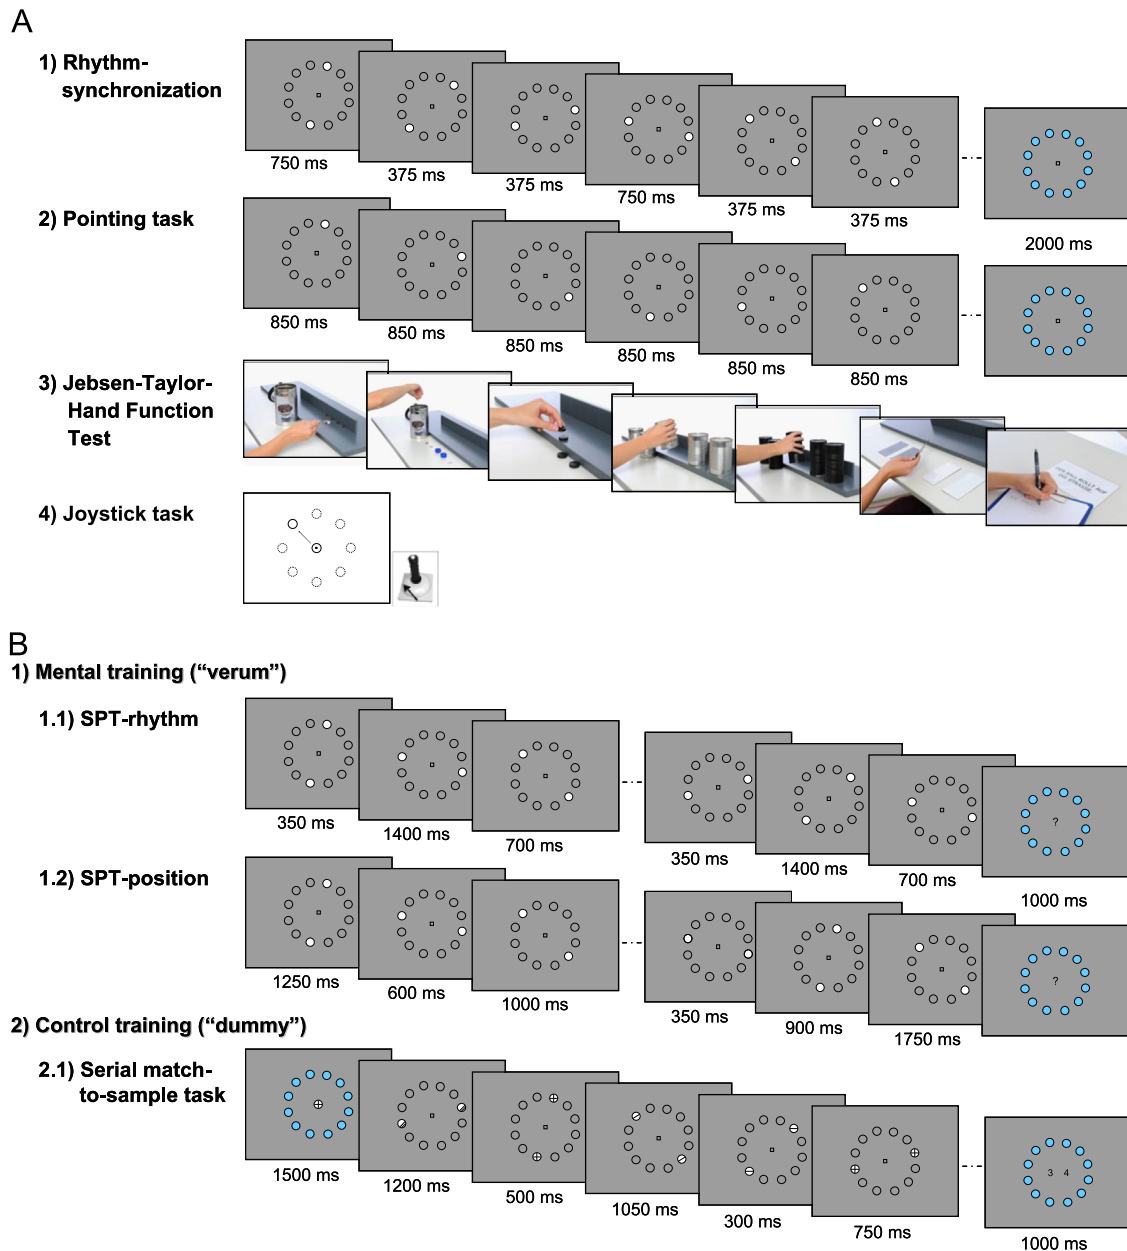 A
1) Rhythm-
synchronization
750 ms
375 ms
375 ms
750 ms
375 ms
375 ms
2000 ms
2) Pointing task
850 ms
850 ms
850 ms
850 ms
850 ms
850 ms
3) Jebsen-Taylor-
Hand Function
Test
4) Joystick task
B
1) Mental training (“verum”)
1.1) SPT-rhythm
350 ms
1400 ms
700 ms
350 ms
1400 ms
700 ms
?
1000 ms
1.2) SPT-position
1250 ms
600 ms
1000 ms
350 ms
900 ms
1750 ms
?
2) Control training (“dummy”)
2.1) Serial match-
to-sample task
1500 ms
1200 ms
500 ms
1050 ms
300 ms
750 ms
3 4
1000 ms